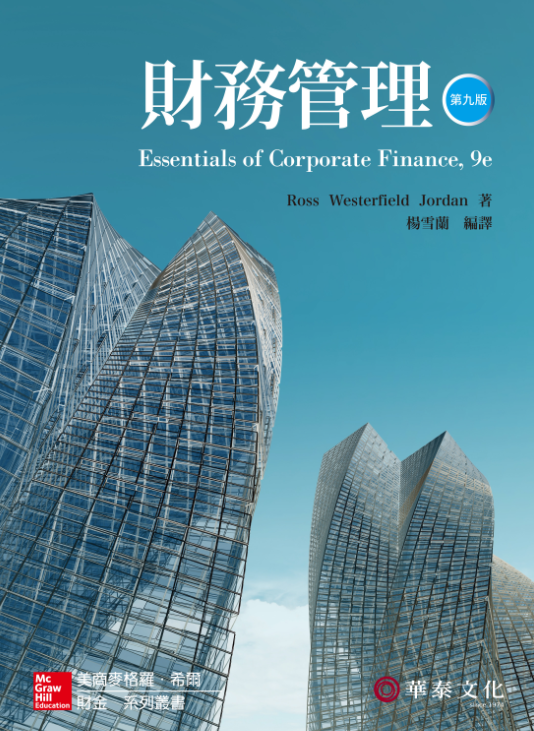 財務管理
第九版
Essentials of Corporate Finance, 9e
Ross Westerfield Jordan 著
楊雪蘭 編譯
Mc
Graw
Hill
Education
美商麥格羅·希爾
財金 系列叢書
華泰文化
since 1974